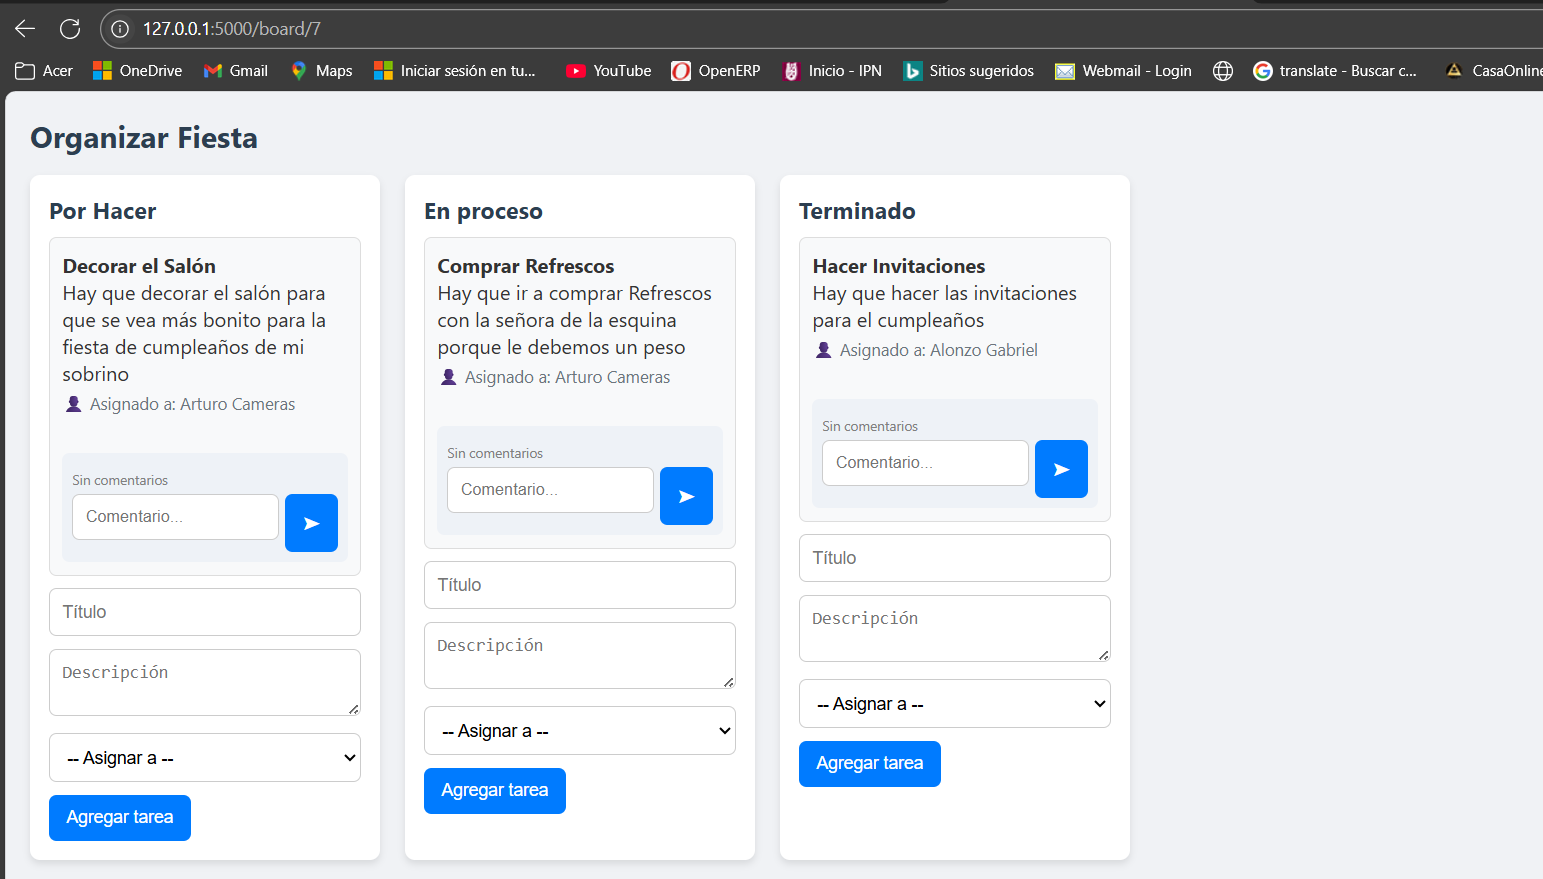 127.0.0.1:5000/board/7
Acer
OneDrive
Gmail
Maps
Iniciar sesión en tu...
YouTube
OpenERP
Inicio - IPN
Sitios sugeridos
Webmail - Login
translate - Buscar c...
CasaOnline
Organizar Fiesta
Por Hacer
Decorar el Salón
Hay que decorar el salón para
que se vea más bonito para la
fiesta de cumpleaños de mi
sobrino
Asignado a: Arturo Cameras
Sin comentarios
Comentario...
Título
Descripción
-- Asignar a --
Agregar tarea
En proceso
Comprar Refrescos
Hay que ir a comprar Refrescos
con la señora de la esquina
porque le debemos un peso
Asignado a: Arturo Cameras
Sin comentarios
Comentario...
Título
Descripción
-- Asignar a --
Agregar tarea
Terminado
Hacer Invitaciones
Hay que hacer las invitaciones
para el cumpleaños
Asignado a: Alonzo Gabriel
Sin comentarios
Comentario...
Título
Descripción
-- Asignar a --
Agregar tarea